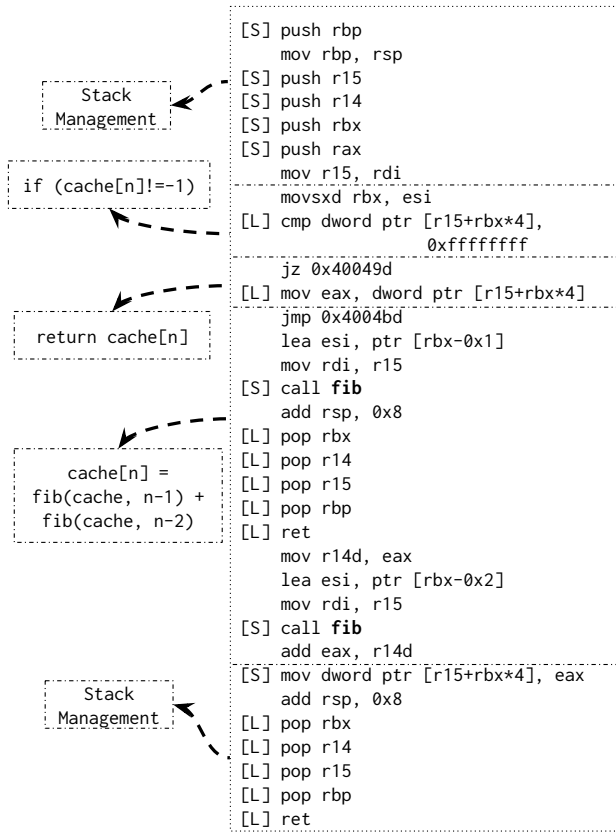 [S] push rbp
mov rbp, rsp
[S] push r15
[S] push r14
[S] push rbx
[S] push rax
mov r15, rdi
movsxd rbx, esi
[L] cmp dword ptr [r15+rbx*4],
0xffffffff
jz 0x40049d
[L] mov eax, dword ptr [r15+rbx*4]
jmp 0x4004bd
lea esi, ptr [rbx-0x1]
mov rdi, r15
[S] call fib
add rsp, 0x8
[L] pop rbx
[L] pop r14
[L] pop r15
[L] pop rbp
[L] ret
mov r14d, eax
lea esi, ptr [rbx-0x2]
mov rdi, r15
[S] call fib
add eax, r14d
[S] mov dword ptr [r15+rbx*4], eax
add rsp, 0x8
[L] pop rbx
[L] pop r14
[L] pop r15
[L] pop rbp
[L] ret
Stack
Management
if (cache[n]!=-1)
return cache[n]
cache[n] =
fib(cache, n-1) +
fib(cache, n-2)
Stack
Management